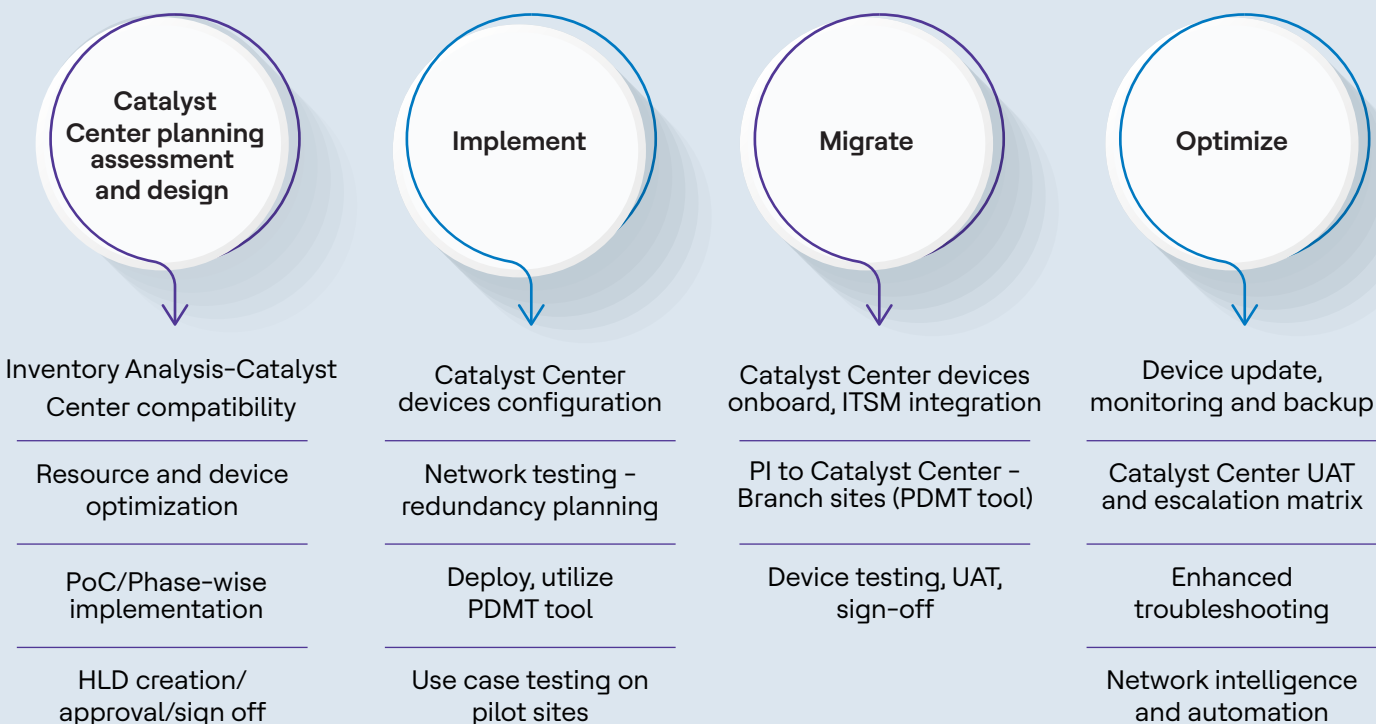 Catalyst
Center planning
assessment
and design
Inventory Analysis-Catalyst
Center compatibility
Resource and device
optimization
PoC/Phase-wise
implementation
HLD creation/
approval/sign off
Implement
Catalyst Center
devices configuration
Network testing -
redundancy planning
Deploy, utilize
PDMT tool
Use case testing on
pilot sites
Migrate
Catalyst Center devices
onboard, ITSM integration
PI to Catalyst Center -
Branch sites (PDMT tool)
Device testing, UAT,
sign-off
Optimize
Device update,
monitoring and backup
Catalyst Center UAT
and escalation matrix
Enhanced
troubleshooting
Network intelligence
and automation